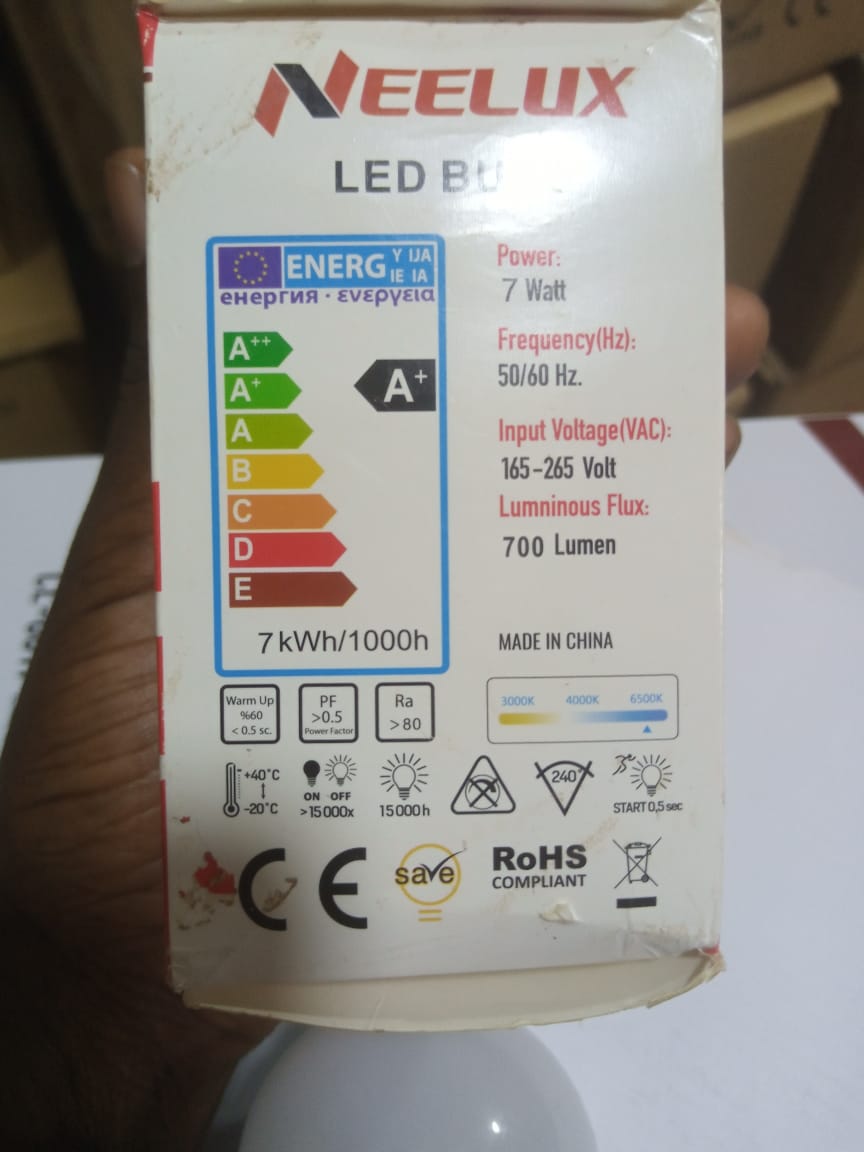 NEELUX
LED BU
ENERG Y IJA
IE IA
енергия · ενεργεια
A++
A+
A
B
C
D
E
A+
7 kWh/1000h
Power:
7 Watt
Frequency(Hz):
50/60 Hz.
Input Voltage(VAC):
165-265 Volt
Lumninous Flux:
700 Lumen
MADE IN CHINA
3000K 4000K 6500K
Warm Up
%60
< 0.5 sc.
PF
>0.5
Power Factor
Ra
>80
+40°C
-20°C
ON OFF
>15000x
15000h
240°
START 0,5 sec
CE
save
RoHS
COMPLIANT